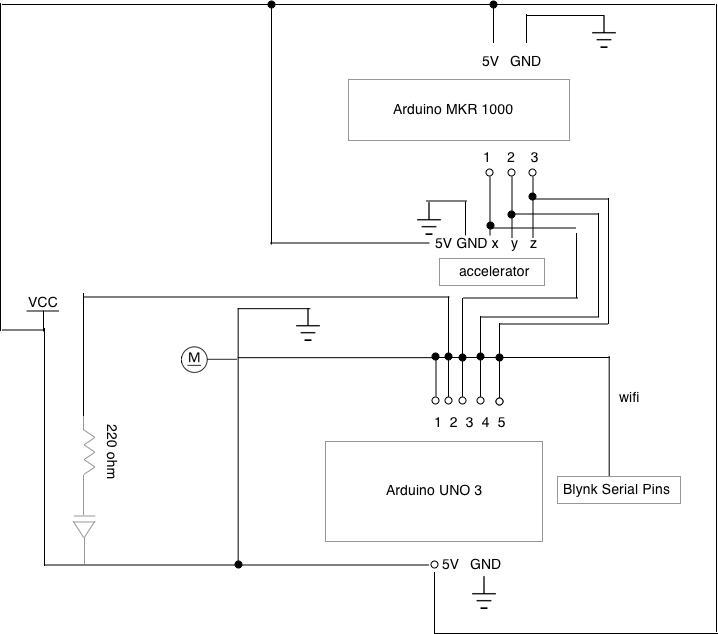 5V GND
Arduino MKR 1000
1 2 3
5V GND x y z
accelerator
VCC
M
wifi
1 2 3 4 5
220 ohm
Arduino UNO 3
Blynk Serial Pins
5V GND